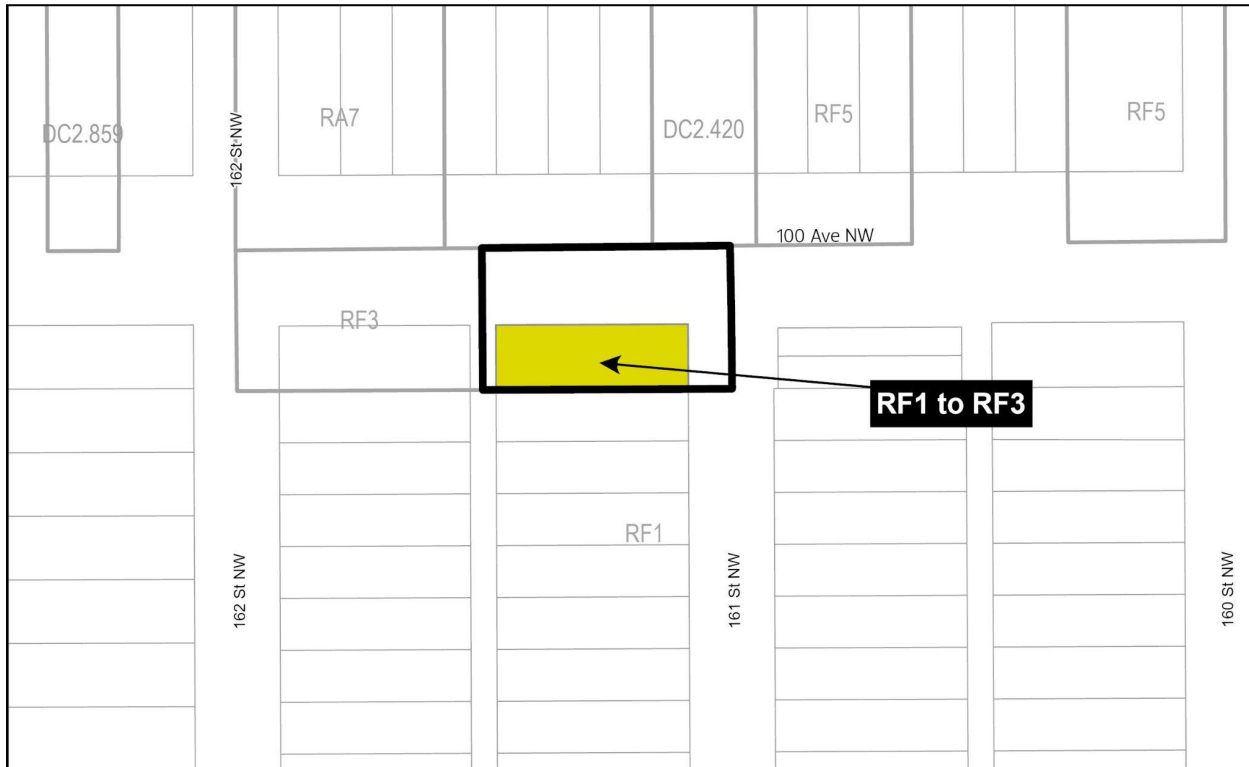 DC2.859
162 St NW
RA7
DC2.420
RF5
RF5
100 Ave NW
RF3
RF1 to RF3
RF1
162 St NW
161 St NW
160 St NW